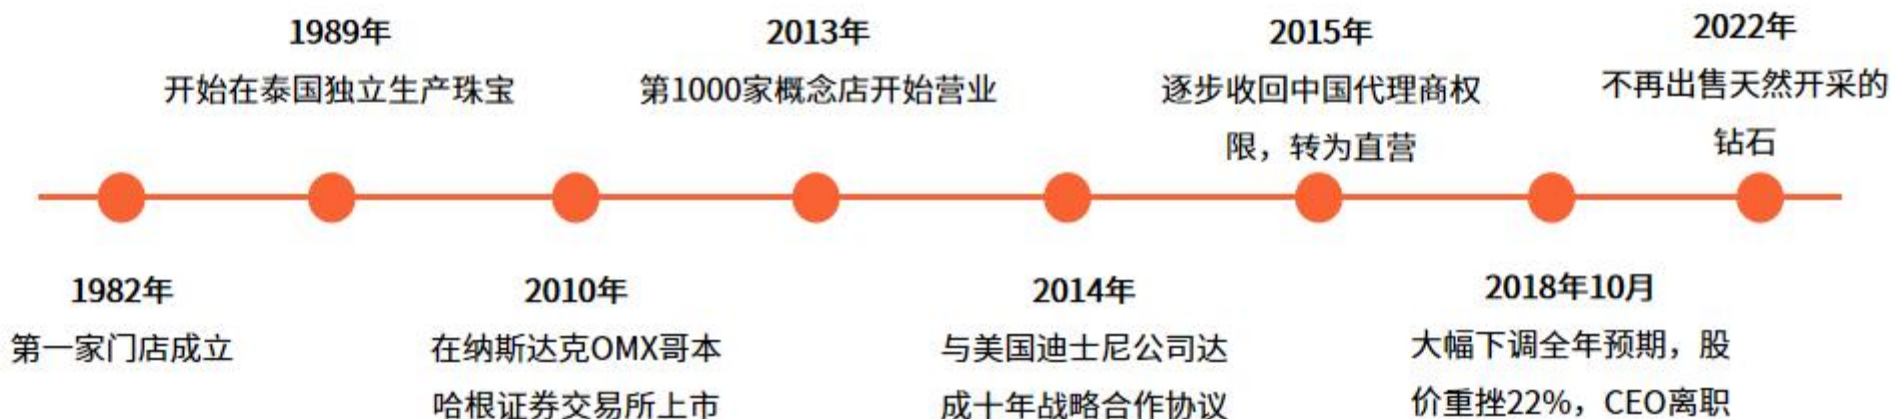 1989年
开始在泰国独立生产珠宝
2013年
第1000家概念店开始营业
2015年
逐步收回中国代理商权
限，转为直营
2022年
不再出售天然开采的
钻石
1982年
第一家门店成立
2010年
在纳斯达克OMX哥本
哈根证券交易所上市
2014年
与美国迪士尼公司达
成十年战略合作协议
2018年10月
大幅下调全年预期，股
价重挫22%，CEO离职